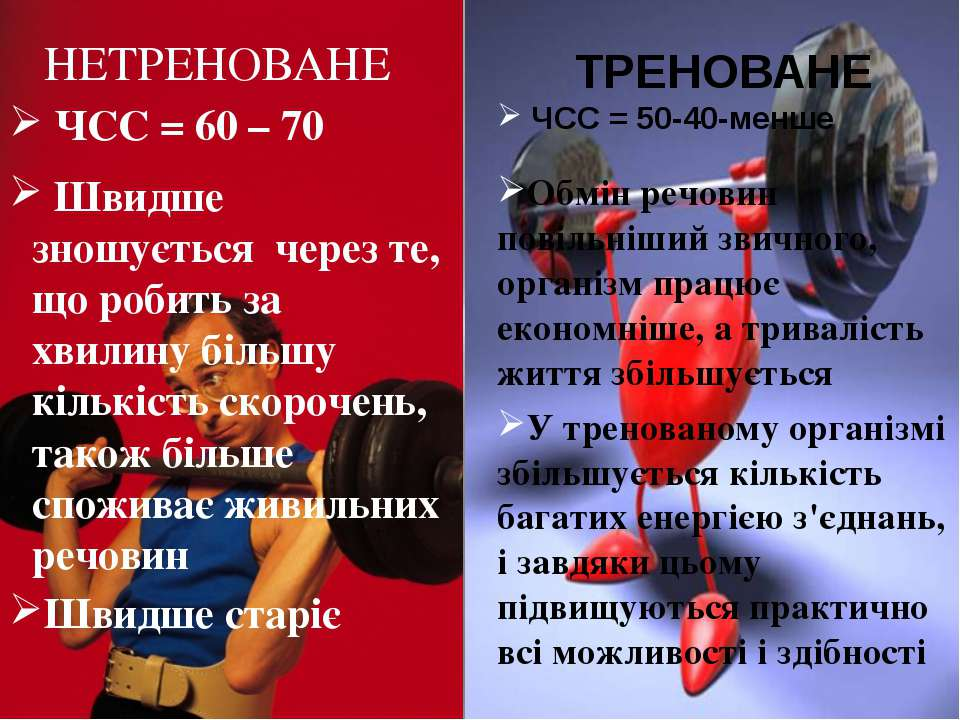 НЕТРЕНОВАНЕ
ЧСС = 60 – 70
Швидше
зношується через те,
що робить за
хвилину більшу
кількість скорочень,
також більше
споживає живильних
речовин
Швидше старіє
ТРЕНОВАНЕ
ЧСС = 50-40-менше
Обмін речовин
повільніший звичного,
організм працює
економніше, а тривалість
життя збільшується
У тренованому організмі
збільшується кількість
багатих енергією з'єднань,
і завдяки цьому
підвищуються практично
всі можливості і здібності